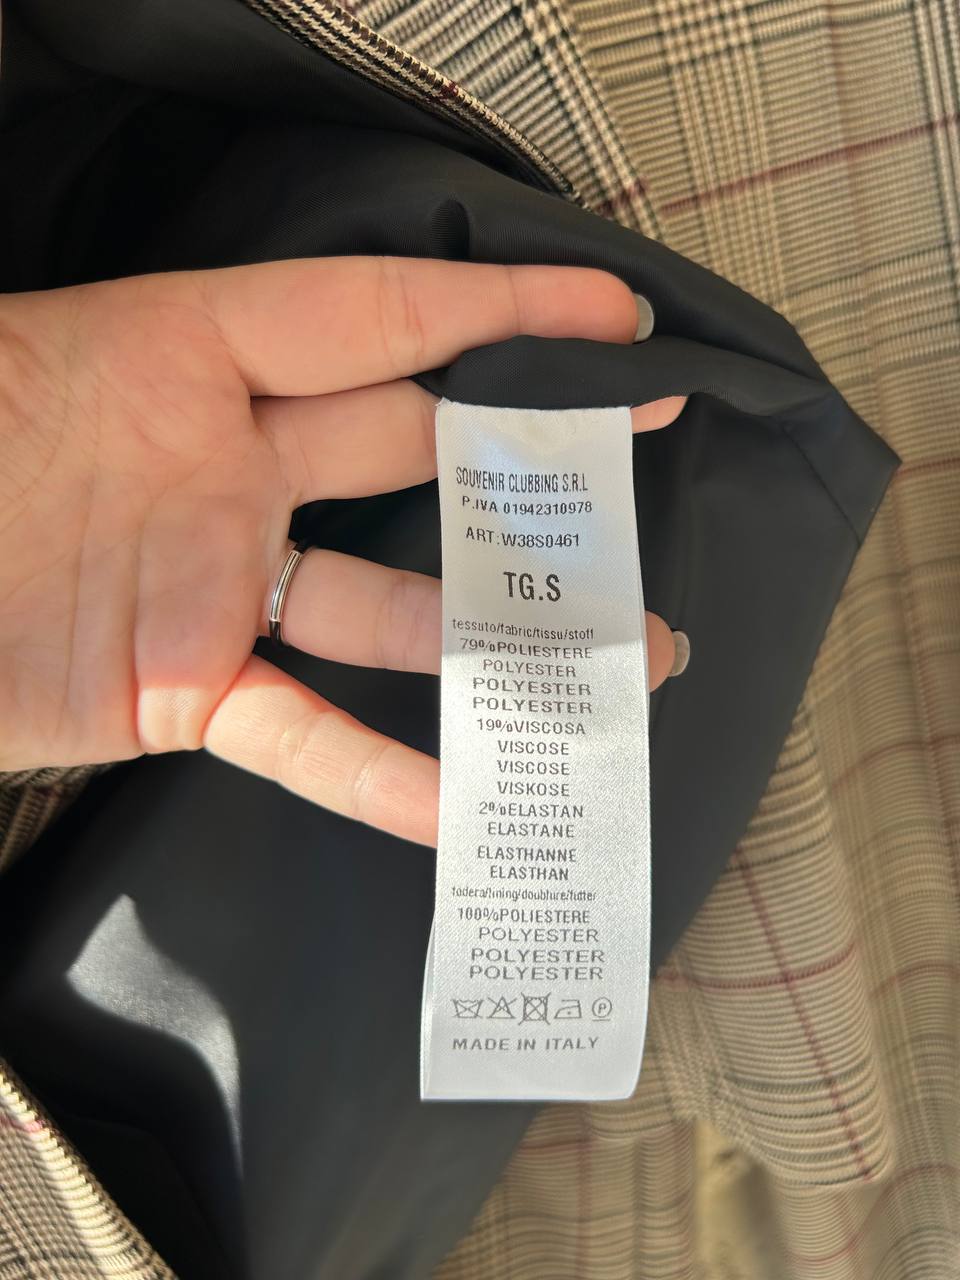 SOUVENIR CLUBBING S.R.L
P.IVA 01942310978
ART:W38S0461
TG.S
tessuto/fabric/tissu/stoff
79%POLIESTERE
POLYESTER
POLYESTER
POLYESTER
19%VISCOSA
VISCOSE
VISCOSE
VISKOSE
2%ELASTAN
ELASTANE
ELASTHANNE
ELASTHAN
fodera/lining/doublure/futter
100%POLIESTERE
POLYESTER
POLYESTER
POLYESTER
P
MADE IN ITALY